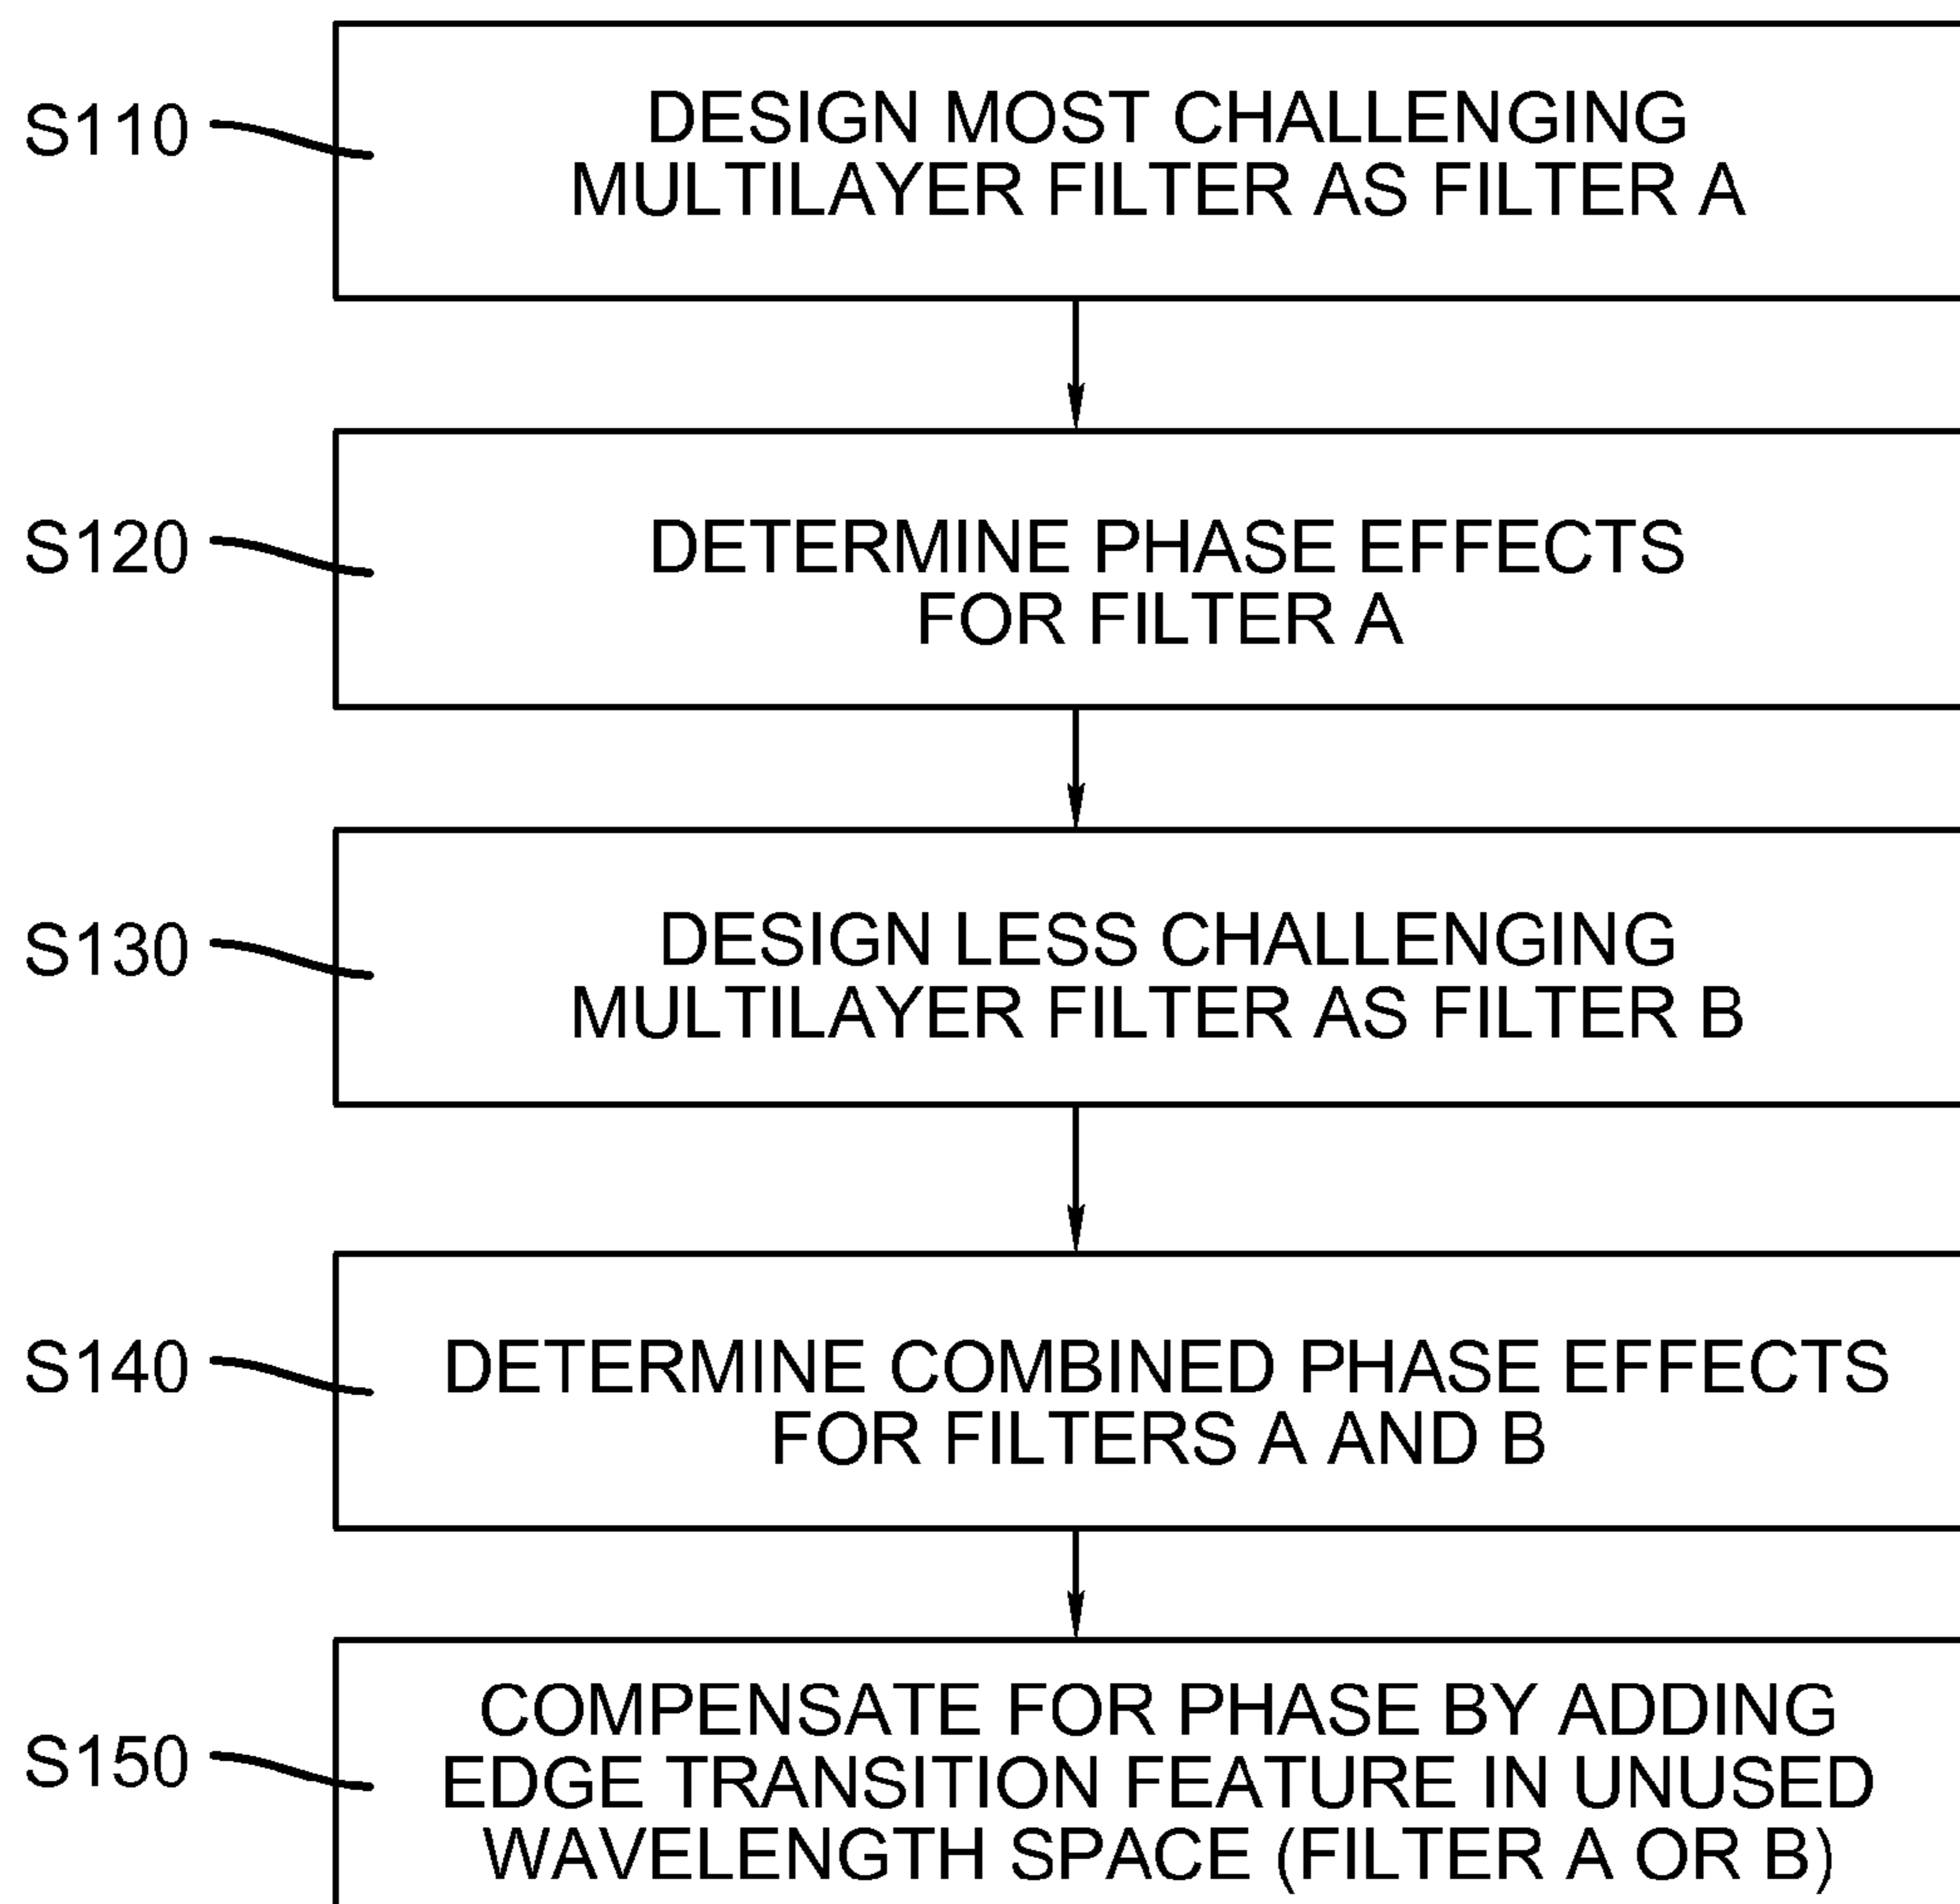 S110
DESIGN MOST CHALLENGING
MULTILAYER FILTER AS FILTER A
S120
DETERMINE PHASE EFFECTS
FOR FILTER A
S130
DESIGN LESS CHALLENGING
MULTILAYER FILTER AS FILTER B
S140
DETERMINE COMBINED PHASE EFFECTS
FOR FILTERS A AND B
S150
COMPENSATE FOR PHASE BY ADDING
EDGE TRANSITION FEATURE IN UNUSED
WAVELENGTH SPACE (FILTER A OR B)